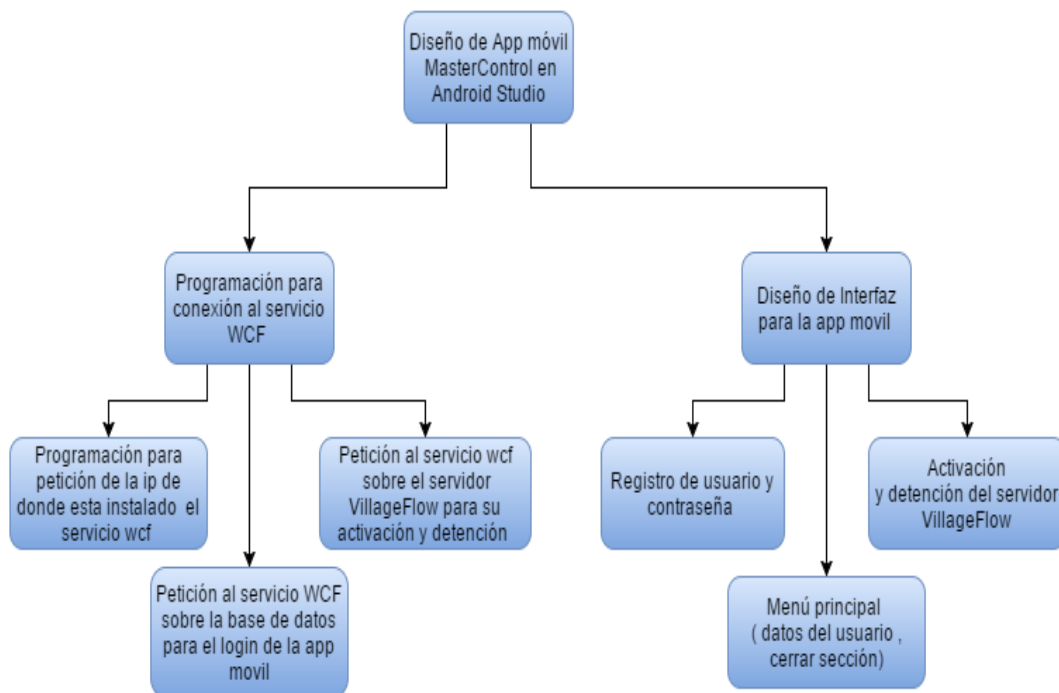 Diseño de App móvil
MasterControl en
Android Studio
Programación para
conexión al servicio
WCF
Diseño de Interfaz
para la app movil
Programación para
petición de la ip de
donde esta instalado el
servicio wcf
Petición al servicio wcf
sobre el servidor
VillageFlow para su
activación y detención
Registro de usuario y
contraseña
Activación
y detención del servidor
VillageFlow
Petición al servicio WCF
sobre la base de datos
para el login de la app
movil
Menú principal
( datos del usuario ,
cerrar sección)